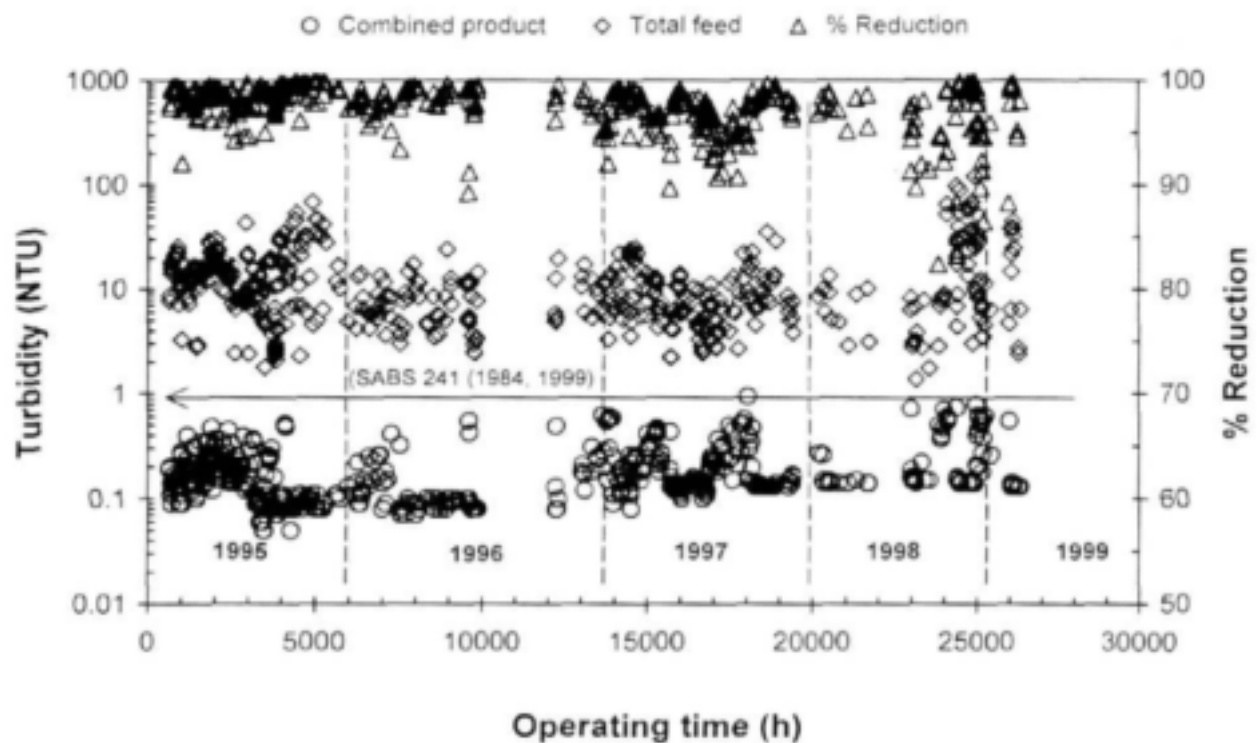 Combined product Total feed % Reduction
1000 100
100 90
10 80
1 70
0.1 60
0.01 50
Turbidity (NTU)
% Reduction
(SABS 241 (1984, 1999)
1995 1996 1997 1998 1999
0 5000 10000 15000 20000 25000 30000
Operating time (h)